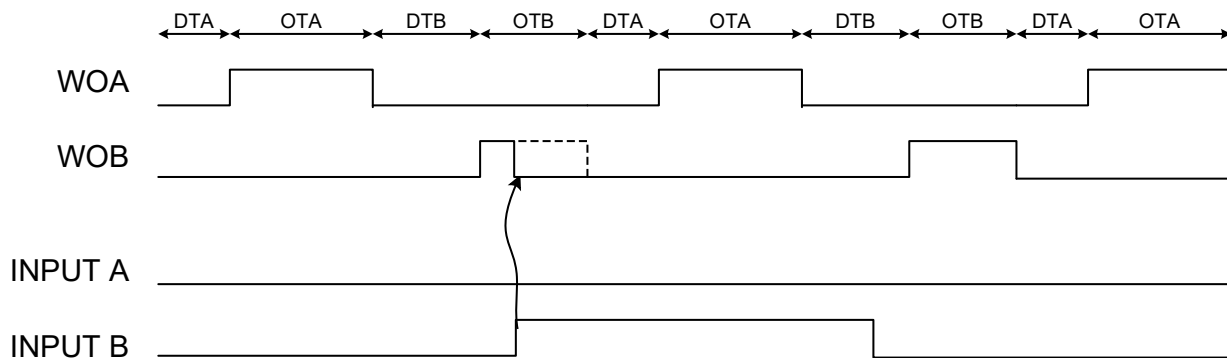 DTA OTA DTB OTB DTA OTA DTB OTB DTA OTA
WOA
WOB
INPUT A
INPUT B